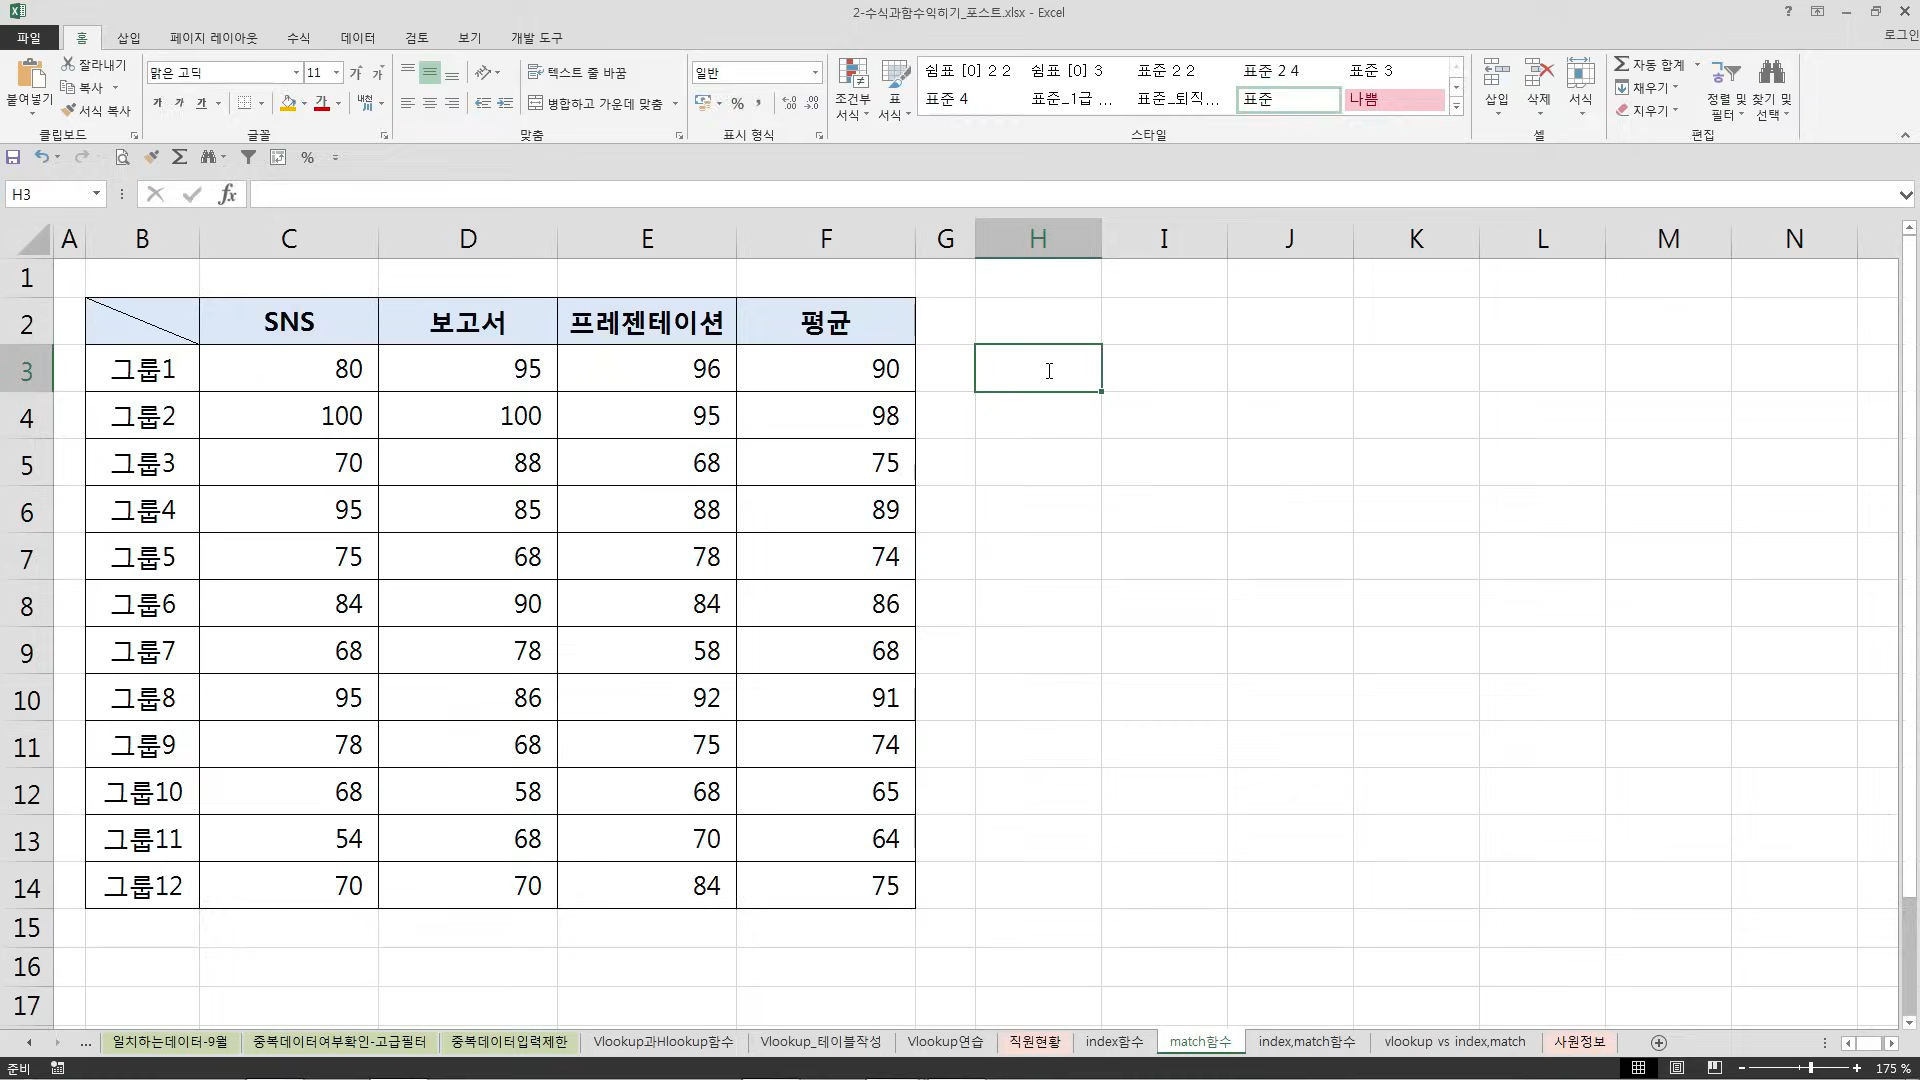 2-수식과함수익히기_포스트.xlsx - Excel
로그인
파일 홈 삽입 페이지 레이아웃 수식 데이터 검토 보기 개발 도구
붙여넣기
잘라내기
복사
서식 복사
클립보드
맑은 고딕 11
가 가
가 가 가 내천
글꼴
텍스트 줄 바꿈
병합하고 가운데 맞춤
맞춤
일반
% ,
표시 형식
조건부 서식
표 서식
쉼표 [0] 2 2 쉼표 [0] 3 표준 2 2 표준 2 4 표준 3
표준 4 표준_1급 ... 표준_퇴직... 표준 나쁨
스타일
삽입 삭제 서식
셀
자동 합계
채우기
지우기
정렬 및 필터
찾기 및 선택
편집
H3
fx
A B C D E F G H I J K L M N
1
2 SNS 보고서 프레젠테이션 평균
3 그룹1 80 95 96 90
4 그룹2 100 100 95 98
5 그룹3 70 88 68 75
6 그룹4 95 85 88 89
7 그룹5 75 68 78 74
8 그룹6 84 90 84 86
9 그룹7 68 78 58 68
10 그룹8 95 86 92 91
11 그룹9 78 68 75 74
12 그룹10 68 58 68 65
13 그룹11 54 68 70 64
14 그룹12 70 70 84 75
15
16
17
... 일치하는데이터-9월 중복데이터여부확인-고급필터 중복데이터입력제한 Vlookup과Hlookup함수 Vlookup_테이블작성 Vlookup연습 직원현황 index함수 match함수 index,match함수 vlookup vs index,match 사원정보
준비 175 %